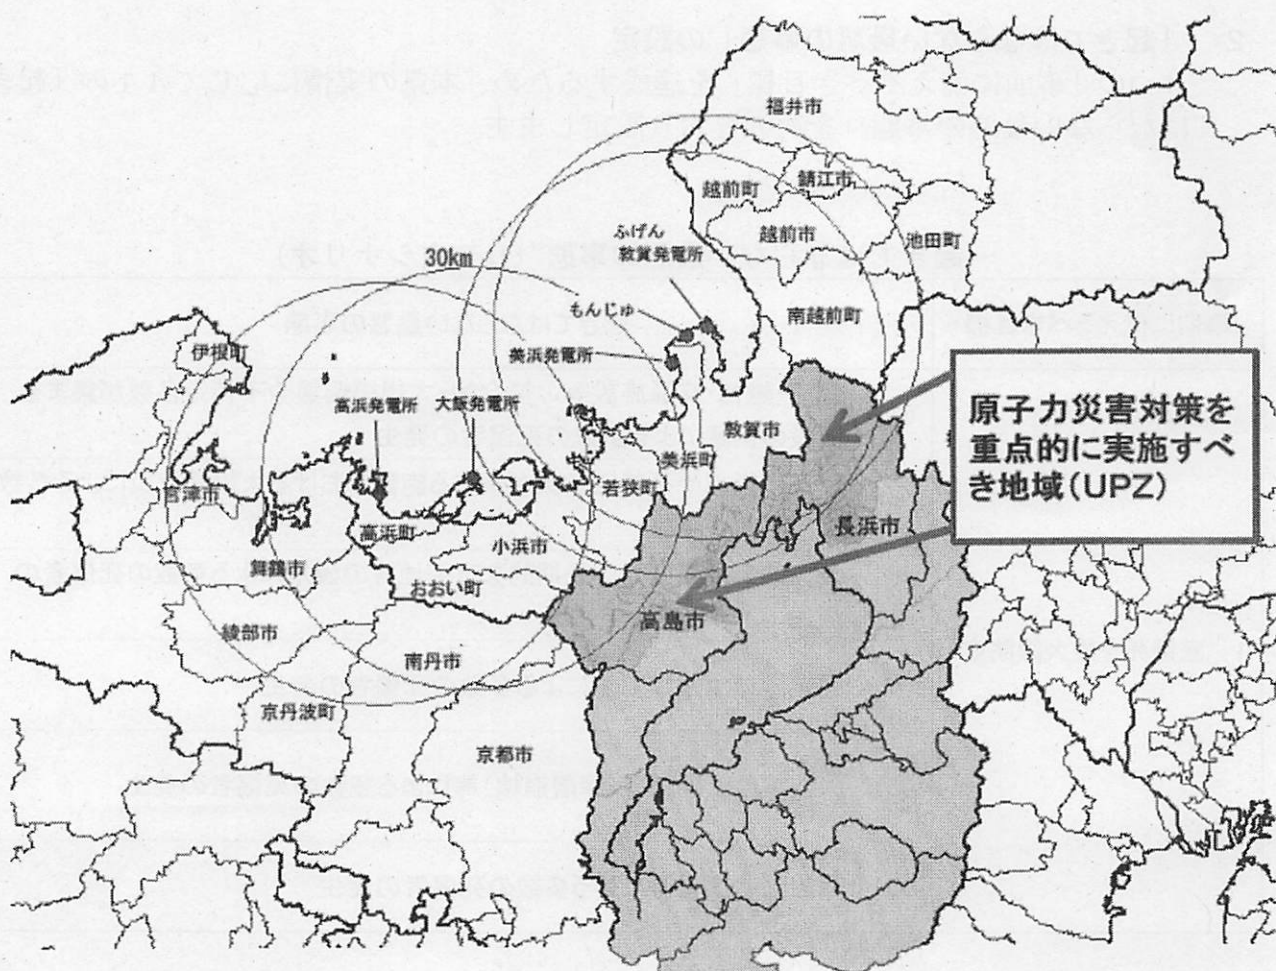 福井市
越前町
鯖江市
ふげん
敦賀発電所
越前市
池田町
30km
もんじゅ
南越前町
伊根町
美浜発電所
高浜発電所
大飯発電所
敦賀市
美浜町
原子力災害対策を
重点的に実施すべ
き地域(UPZ)
宮津市
若狭町
長浜市
高浜町
小浜市
舞鶴市
おおい町
高島市
綾部市
南丹市
京丹波町
京都市